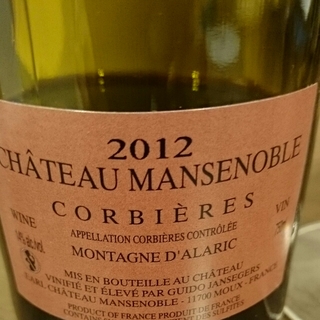 2012
CHÂTEAU MANSENOBLE
CORBIÈRES
WINE
VIN
APPELLATION CORBIÈRES CONTRÔLÉE
MONTAGNE D'ALARIC
MIS EN BOUTEILLE AU CHÂTEAU
VINIFIÉ ET ÉLEVÉ PAR GUIDO JANSEGERS
EARL CHÂTEAU MANSENOBLE - 11700 MOUX - FRANCE
PRODUCT OF FRANCE PRODUIT DE FRANCE